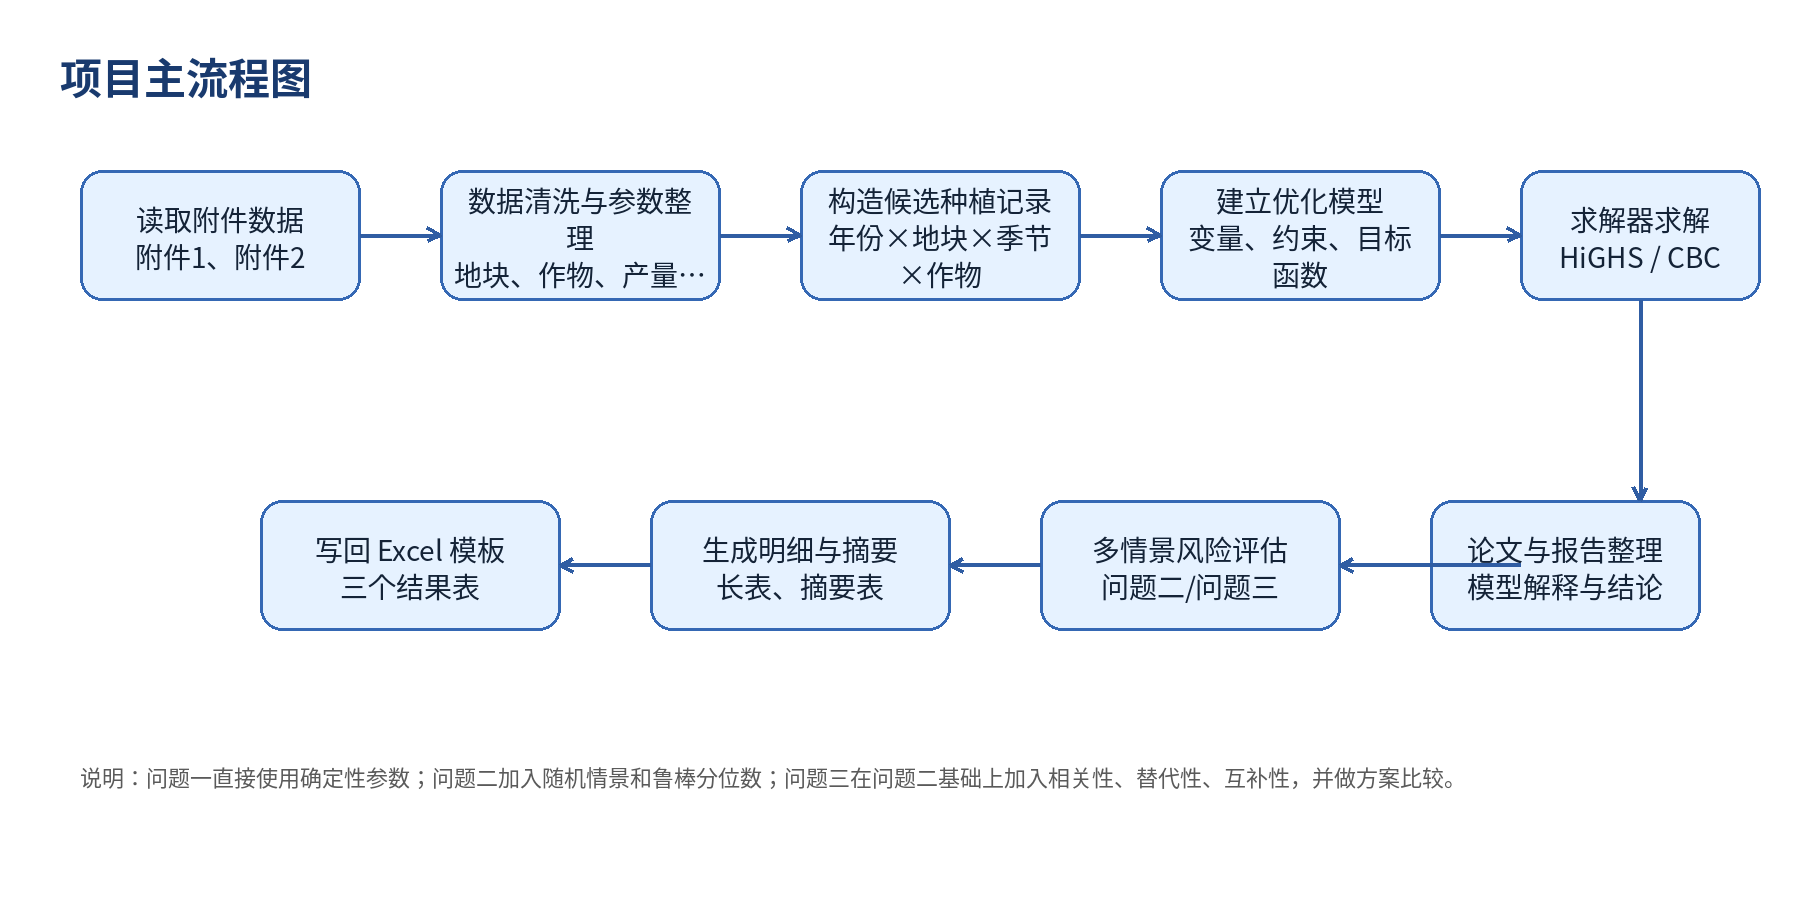 项目主流程图
读取附件数据
附件1、附件2
数据清洗与参数整
理
地块、作物、产量…
构造候选种植记录
年份×地块×季节
×作物
建立优化模型
变量、约束、目标
函数
求解器求解
HiGHS / CBC
写回 Excel 模板
三个结果表
生成明细与摘要
长表、摘要表
多情景风险评估
问题二/问题三
论文与报告整理
模型解释与结论
说明：问题一直接使用确定性参数；问题二加入随机情景和鲁棒分位数；问题三在问题二基础上加入相关性、替代性、互补性，并做方案比较。